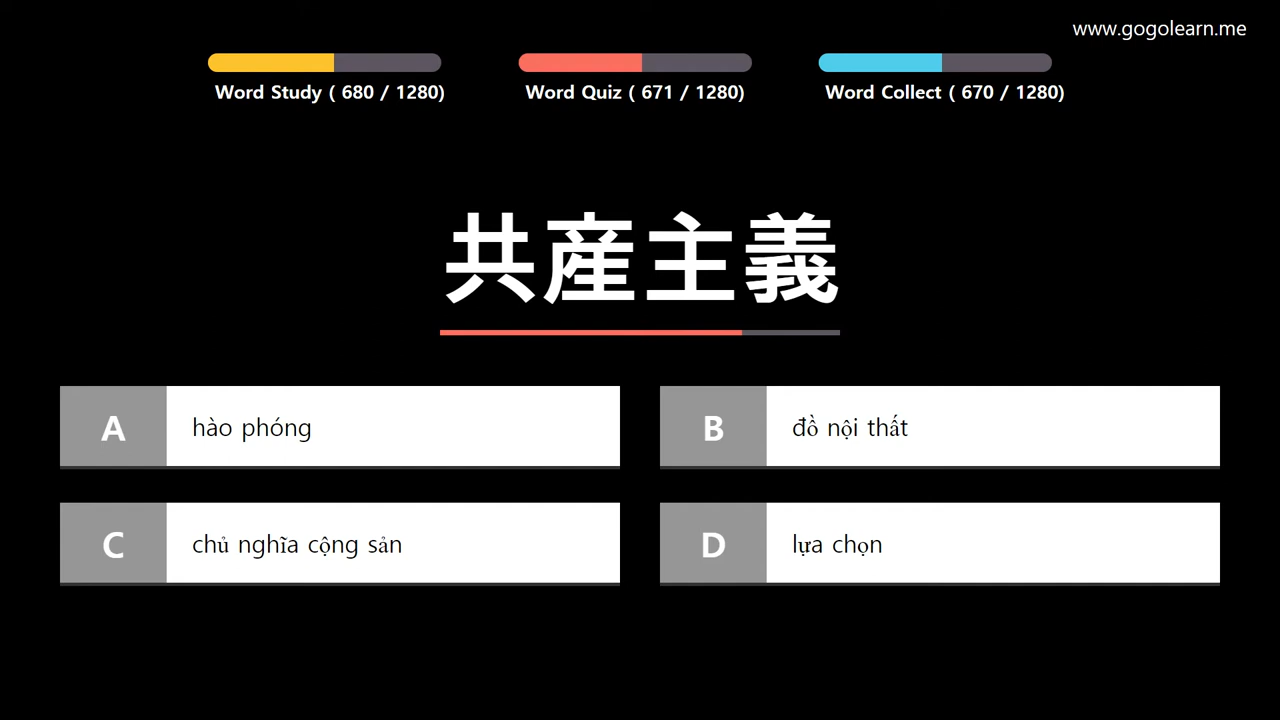 www.gogolearn.me
Word Study ( 680 / 1280)
Word Quiz ( 671 / 1280)
Word Collect ( 670 / 1280)
共産主義
A hào phóng
B đồ nội thất
C chủ nghĩa cộng sản
D lựa chọn